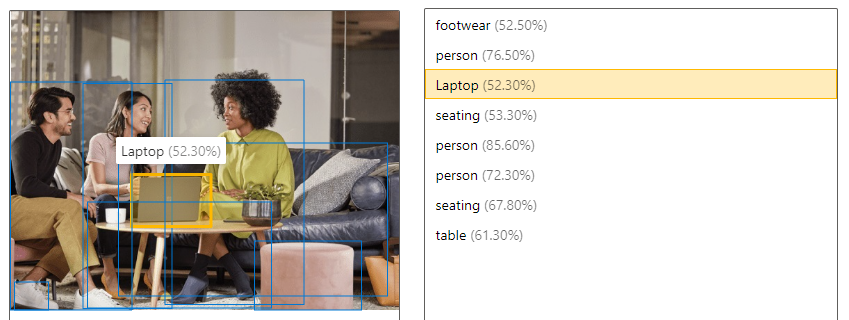 Laptop (52.30%)
footwear (52.50%)
person (76.50%)
Laptop (52.30%)
seating (53.30%)
person (85.60%)
person (72.30%)
seating (67.80%)
table (61.30%)